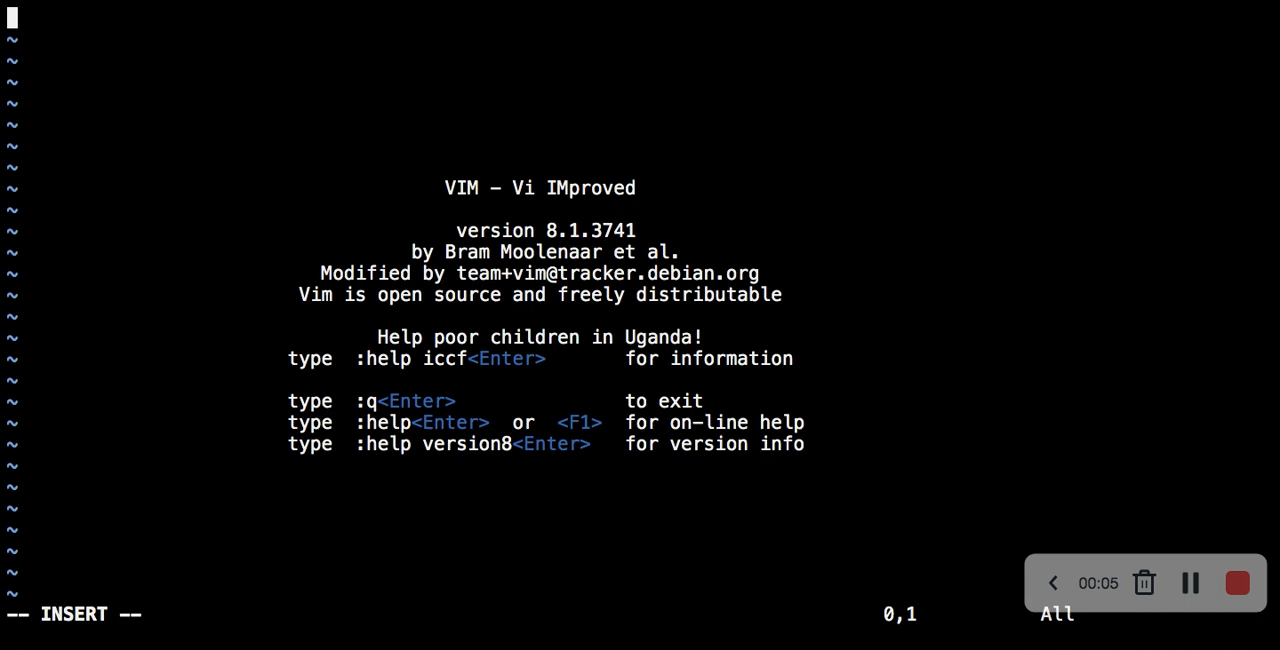 ~
~
~
~
~
~
~
~ VIM - Vi IMproved
~
~ version 8.1.3741
~ by Bram Moolenaar et al.
~ Modified by team+vim@tracker.debian.org
~ Vim is open source and freely distributable
~
~ Help poor children in Uganda!
~ type :help iccf<Enter> for information
~
~ type :q<Enter> to exit
~ type :help<Enter> or <F1> for on-line help
~ type :help version8<Enter> for version info
~
~
~
~
~
~
~
00:05
-- INSERT -- 0,1 All